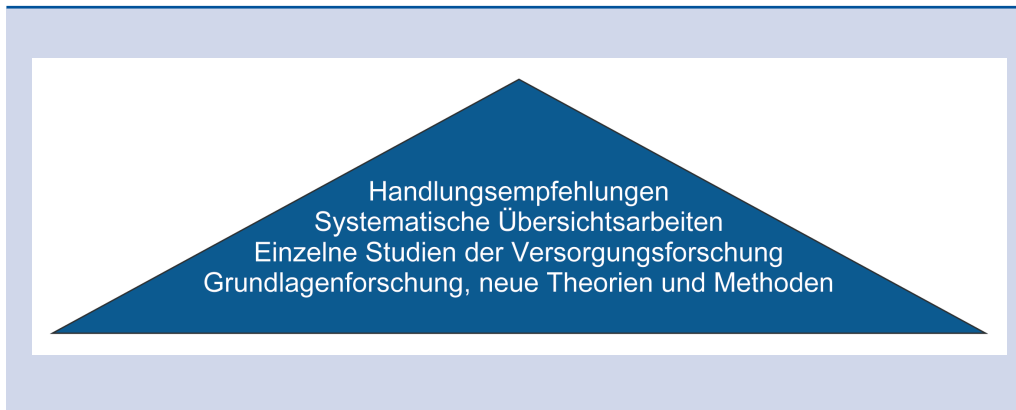 Handlungsempfehlungen
Systematische Übersichtsarbeiten
Einzelne Studien der Versorgungsforschung
Grundlagenforschung, neue Theorien und Methoden